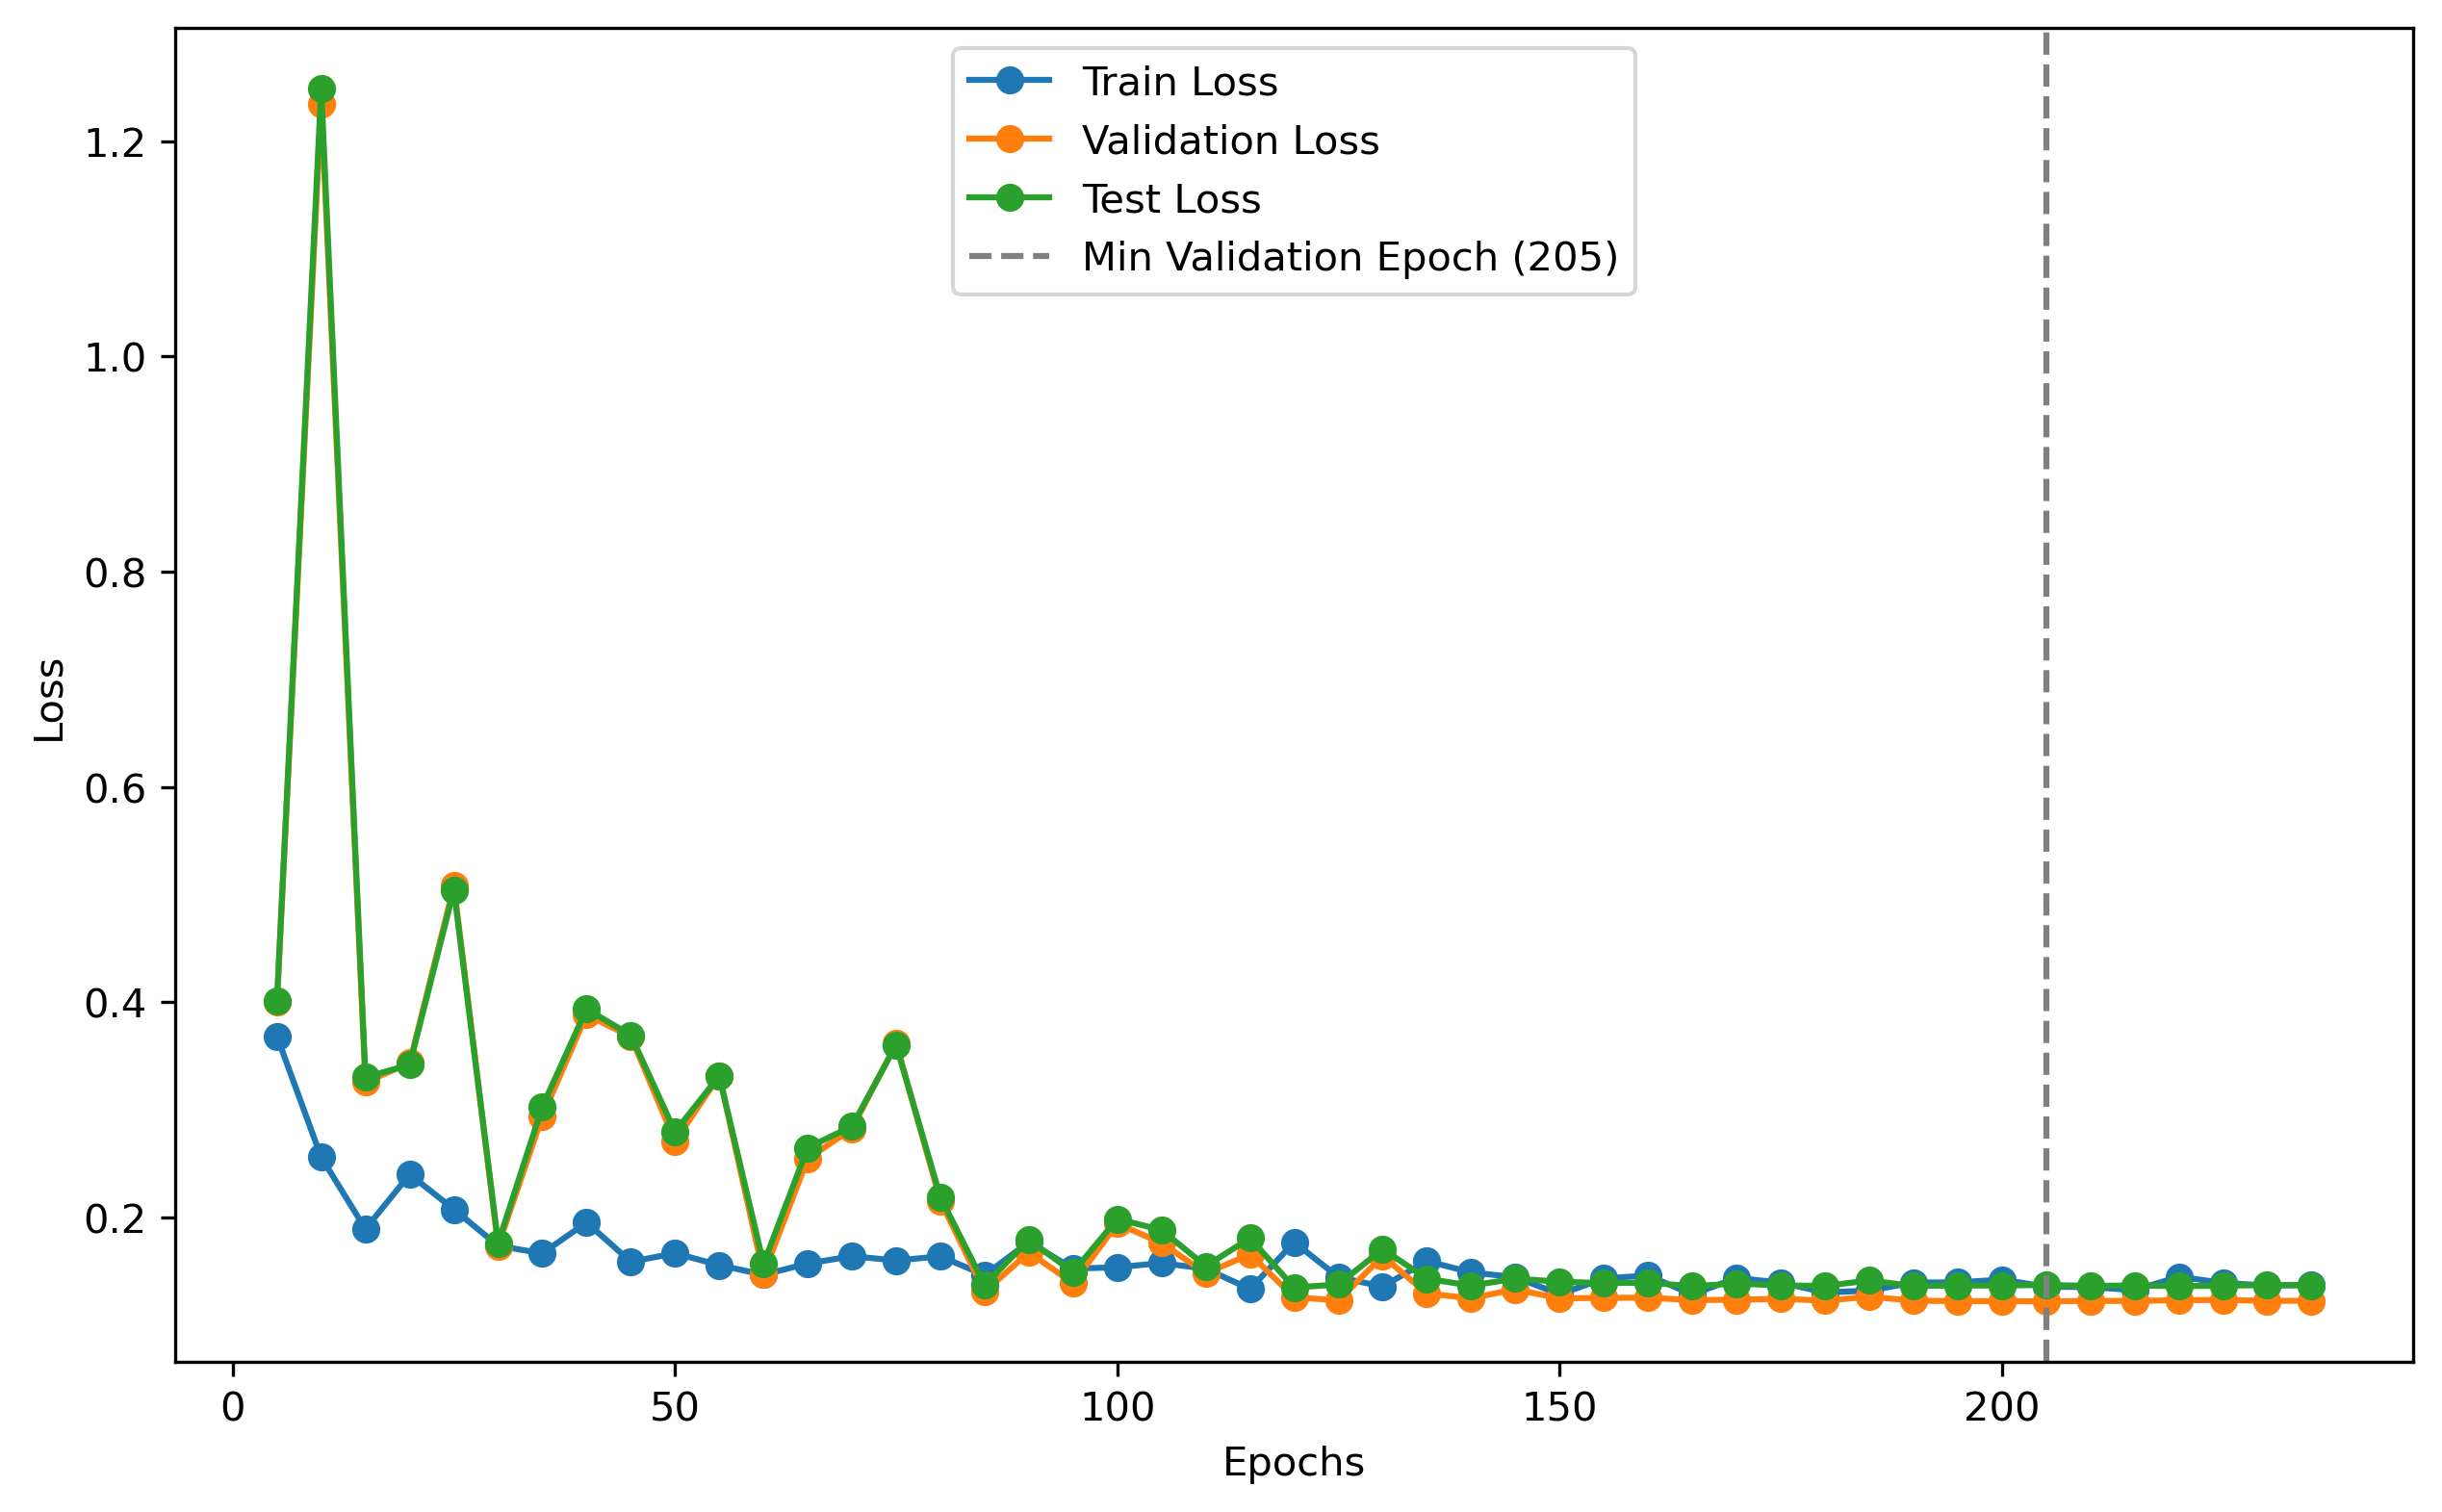 Train Loss
Validation Loss
Test Loss
Min Validation Epoch (205)
1.2
1.0
0.8
0.6
0.4
0.2
Loss
0 50 100 150 200
Epochs